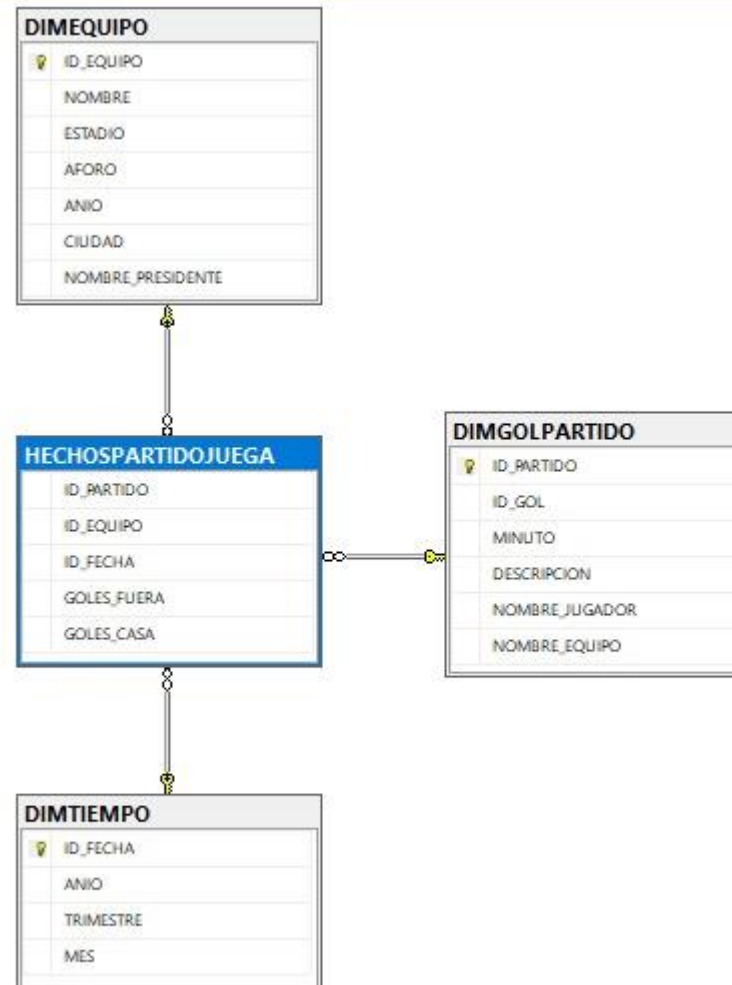 DIMEQUIPO
ID_EQUIPO
NOMBRE
ESTADIO
AFORO
ANIO
CIUDAD
NOMBRE_PRESIDENTE
HECHOSPARTIDOJUEGA
ID_PARTIDO
ID_EQUIPO
ID_FECHA
GOLES_FUERA
GOLES_CASA
DIMGOLPARTIDO
ID_PARTIDO
ID_GOL
MINUTO
DESCRIPCION
NOMBRE_JUGADOR
NOMBRE_EQUIPO
DIMTIEMPO
ID_FECHA
ANIO
TRIMESTRE
MES